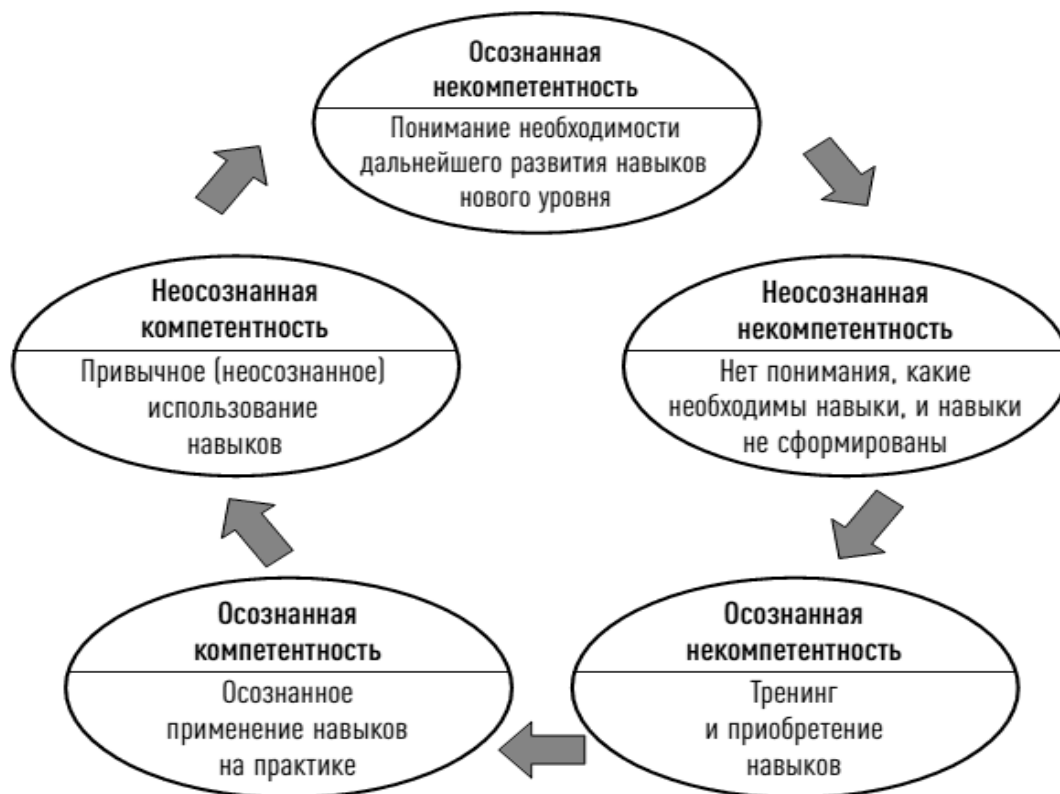 Осознанная
некомпетентность
Понимание необходимости
дальнейшего развития навыков
нового уровня
Неосознанная
компетентность
Привычное (неосознанное)
использование
навыков
Неосознанная
некомпетентность
Нет понимания, какие
необходимы навыки, и навыки
не сформированы
Осознанная
компетентность
Осознанное
применение навыков
на практике
Осознанная
некомпетентность
Тренинг
и приобретение
навыков